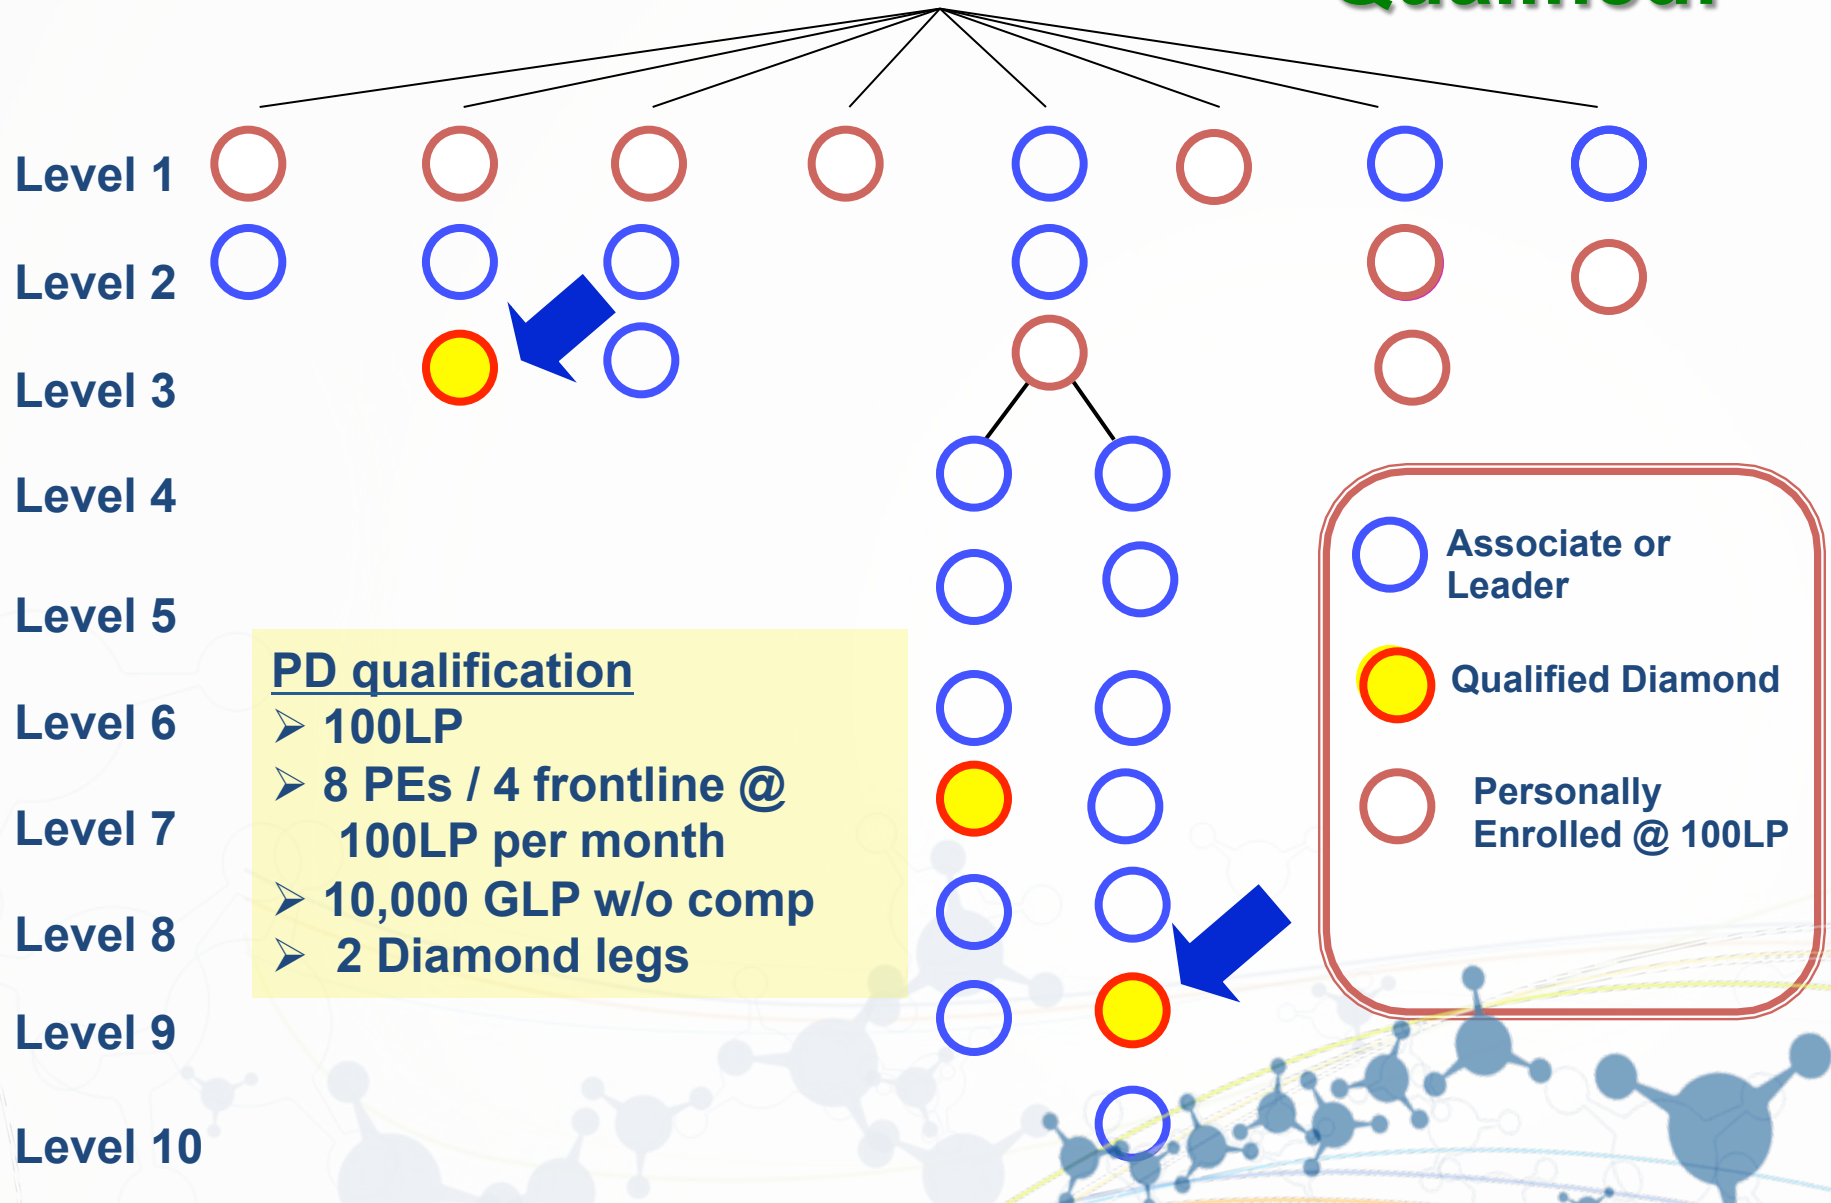 Level 1
Level 2
Level 3
Level 4
Level 5
Level 6
Level 7
Level 8
Level 9
Level 10
PD qualification
➢ 100LP
➢ 8 PEs / 4 frontline @
100LP per month
➢ 10,000 GLP w/o comp
➢ 2 Diamond legs
Associate or
Leader
Qualified Diamond
Personally
Enrolled @ 100LP